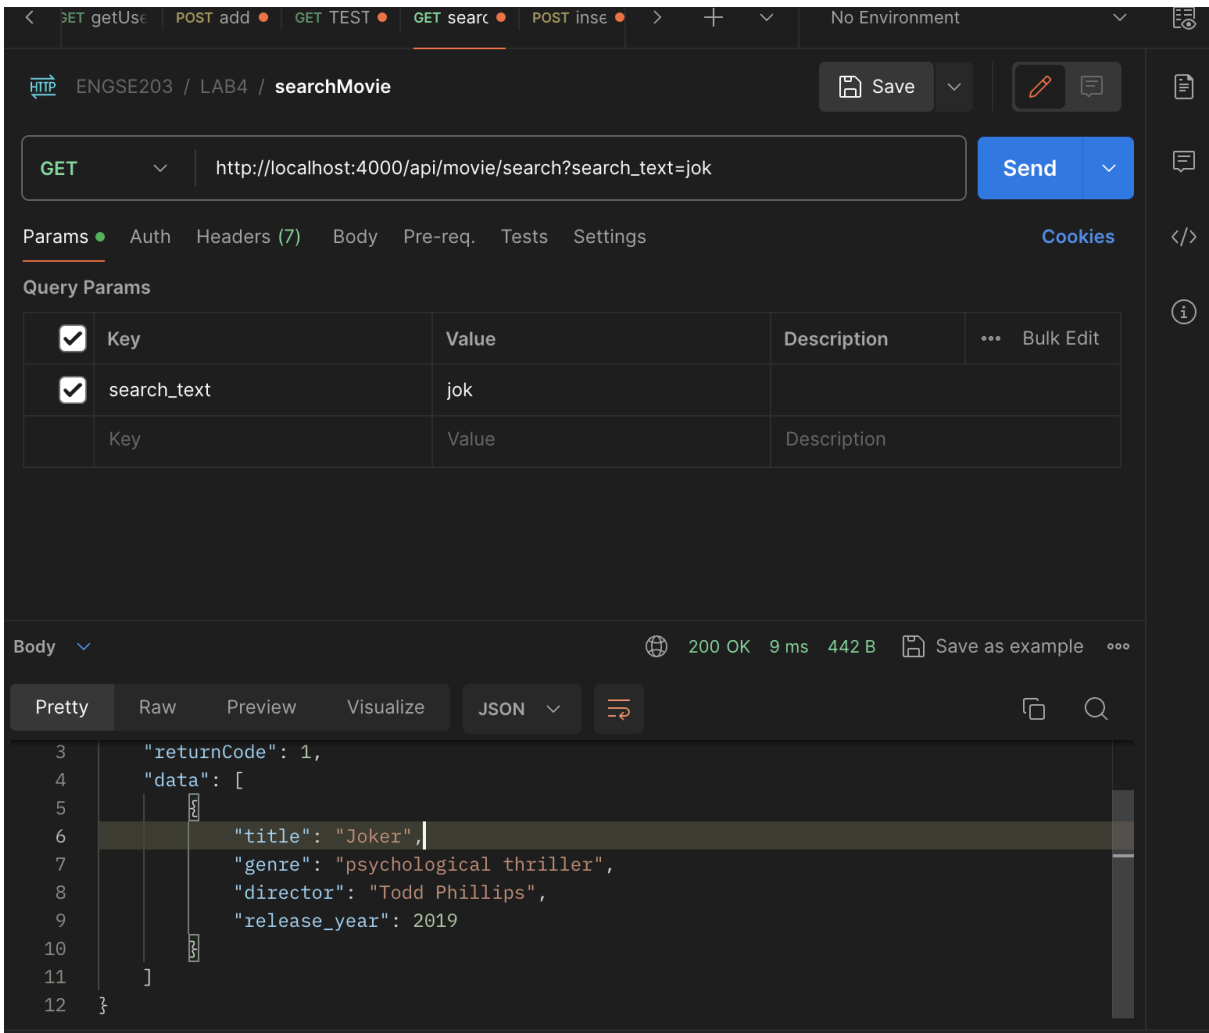 GET getUse POST add GET TEST GET searc POST inse No Environment
HTTP ENGSE203 / LAB4 / searchMovie Save
GET http://localhost:4000/api/movie/search?search_text=jok Send
Params Auth Headers (7) Body Pre-req. Tests Settings Cookies
Query Params
Key Value Description ooo Bulk Edit
search_text jok
Key Value Description
Body 200 OK 9 ms 442 B Save as example ooo
Pretty Raw Preview Visualize JSON
3 "returnCode": 1,
4 "data": [
5 {
6 "title": "Joker",
7 "genre": "psychological thriller",
8 "director": "Todd Phillips",
9 "release_year": 2019
10 }
11 ]
12 }